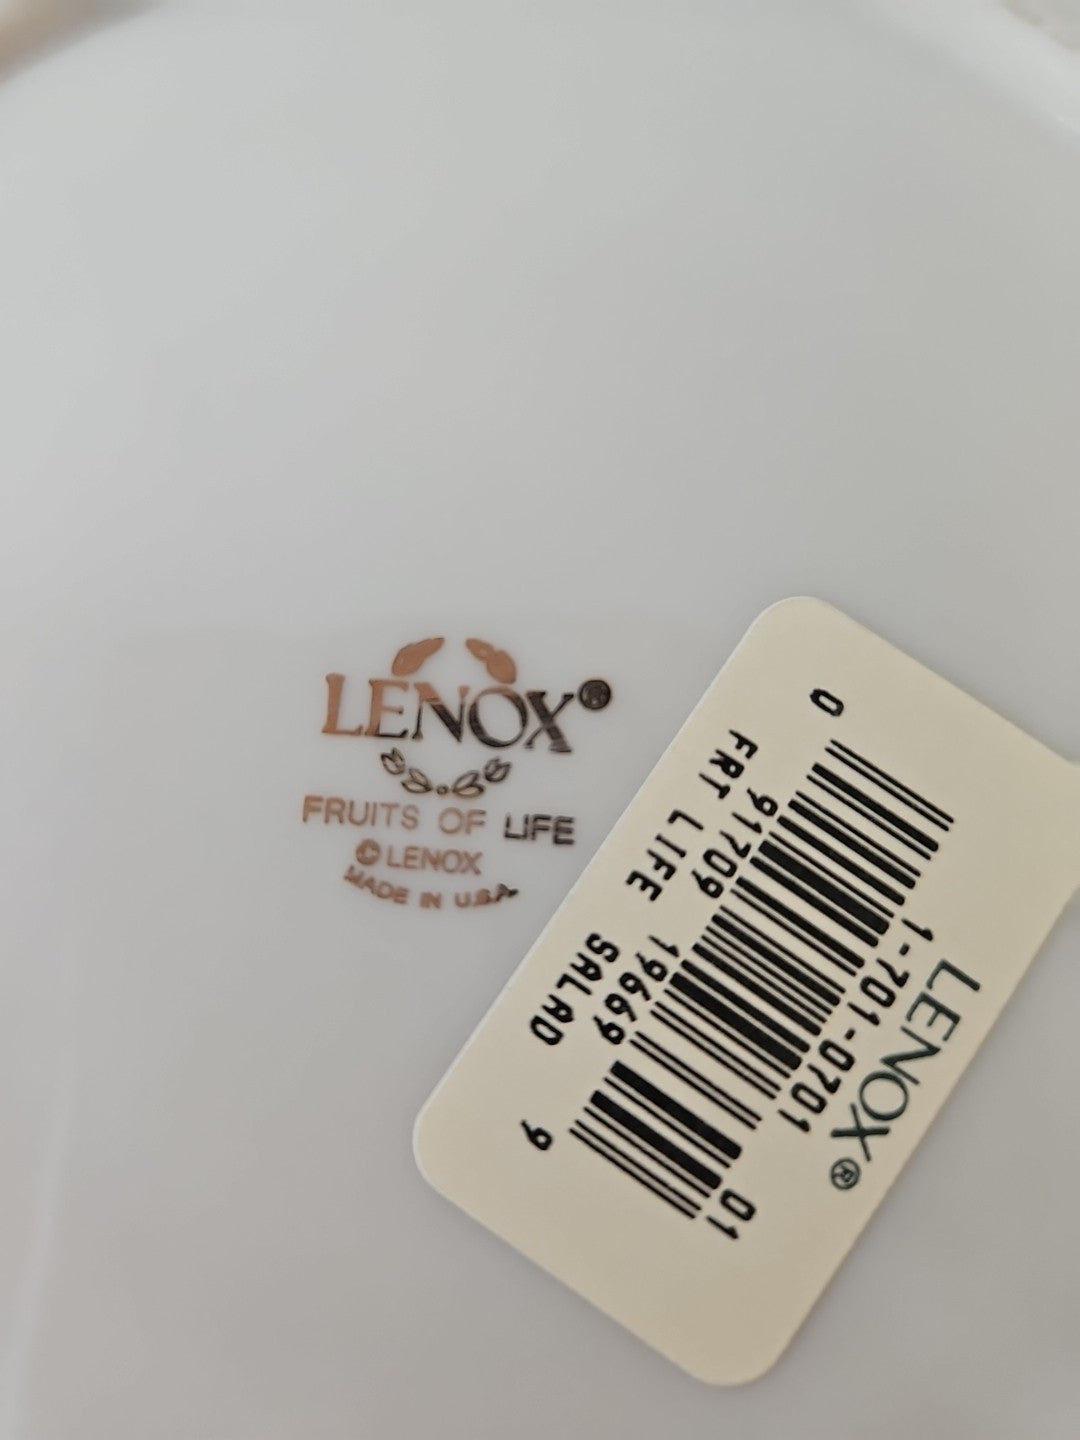 LENOX®
FRUITS OF LIFE
© LENOX
MADE IN U.S.A.
LENOX®
1-701-0701 01
0 91709 19669 9
FRT LIFE SALAD